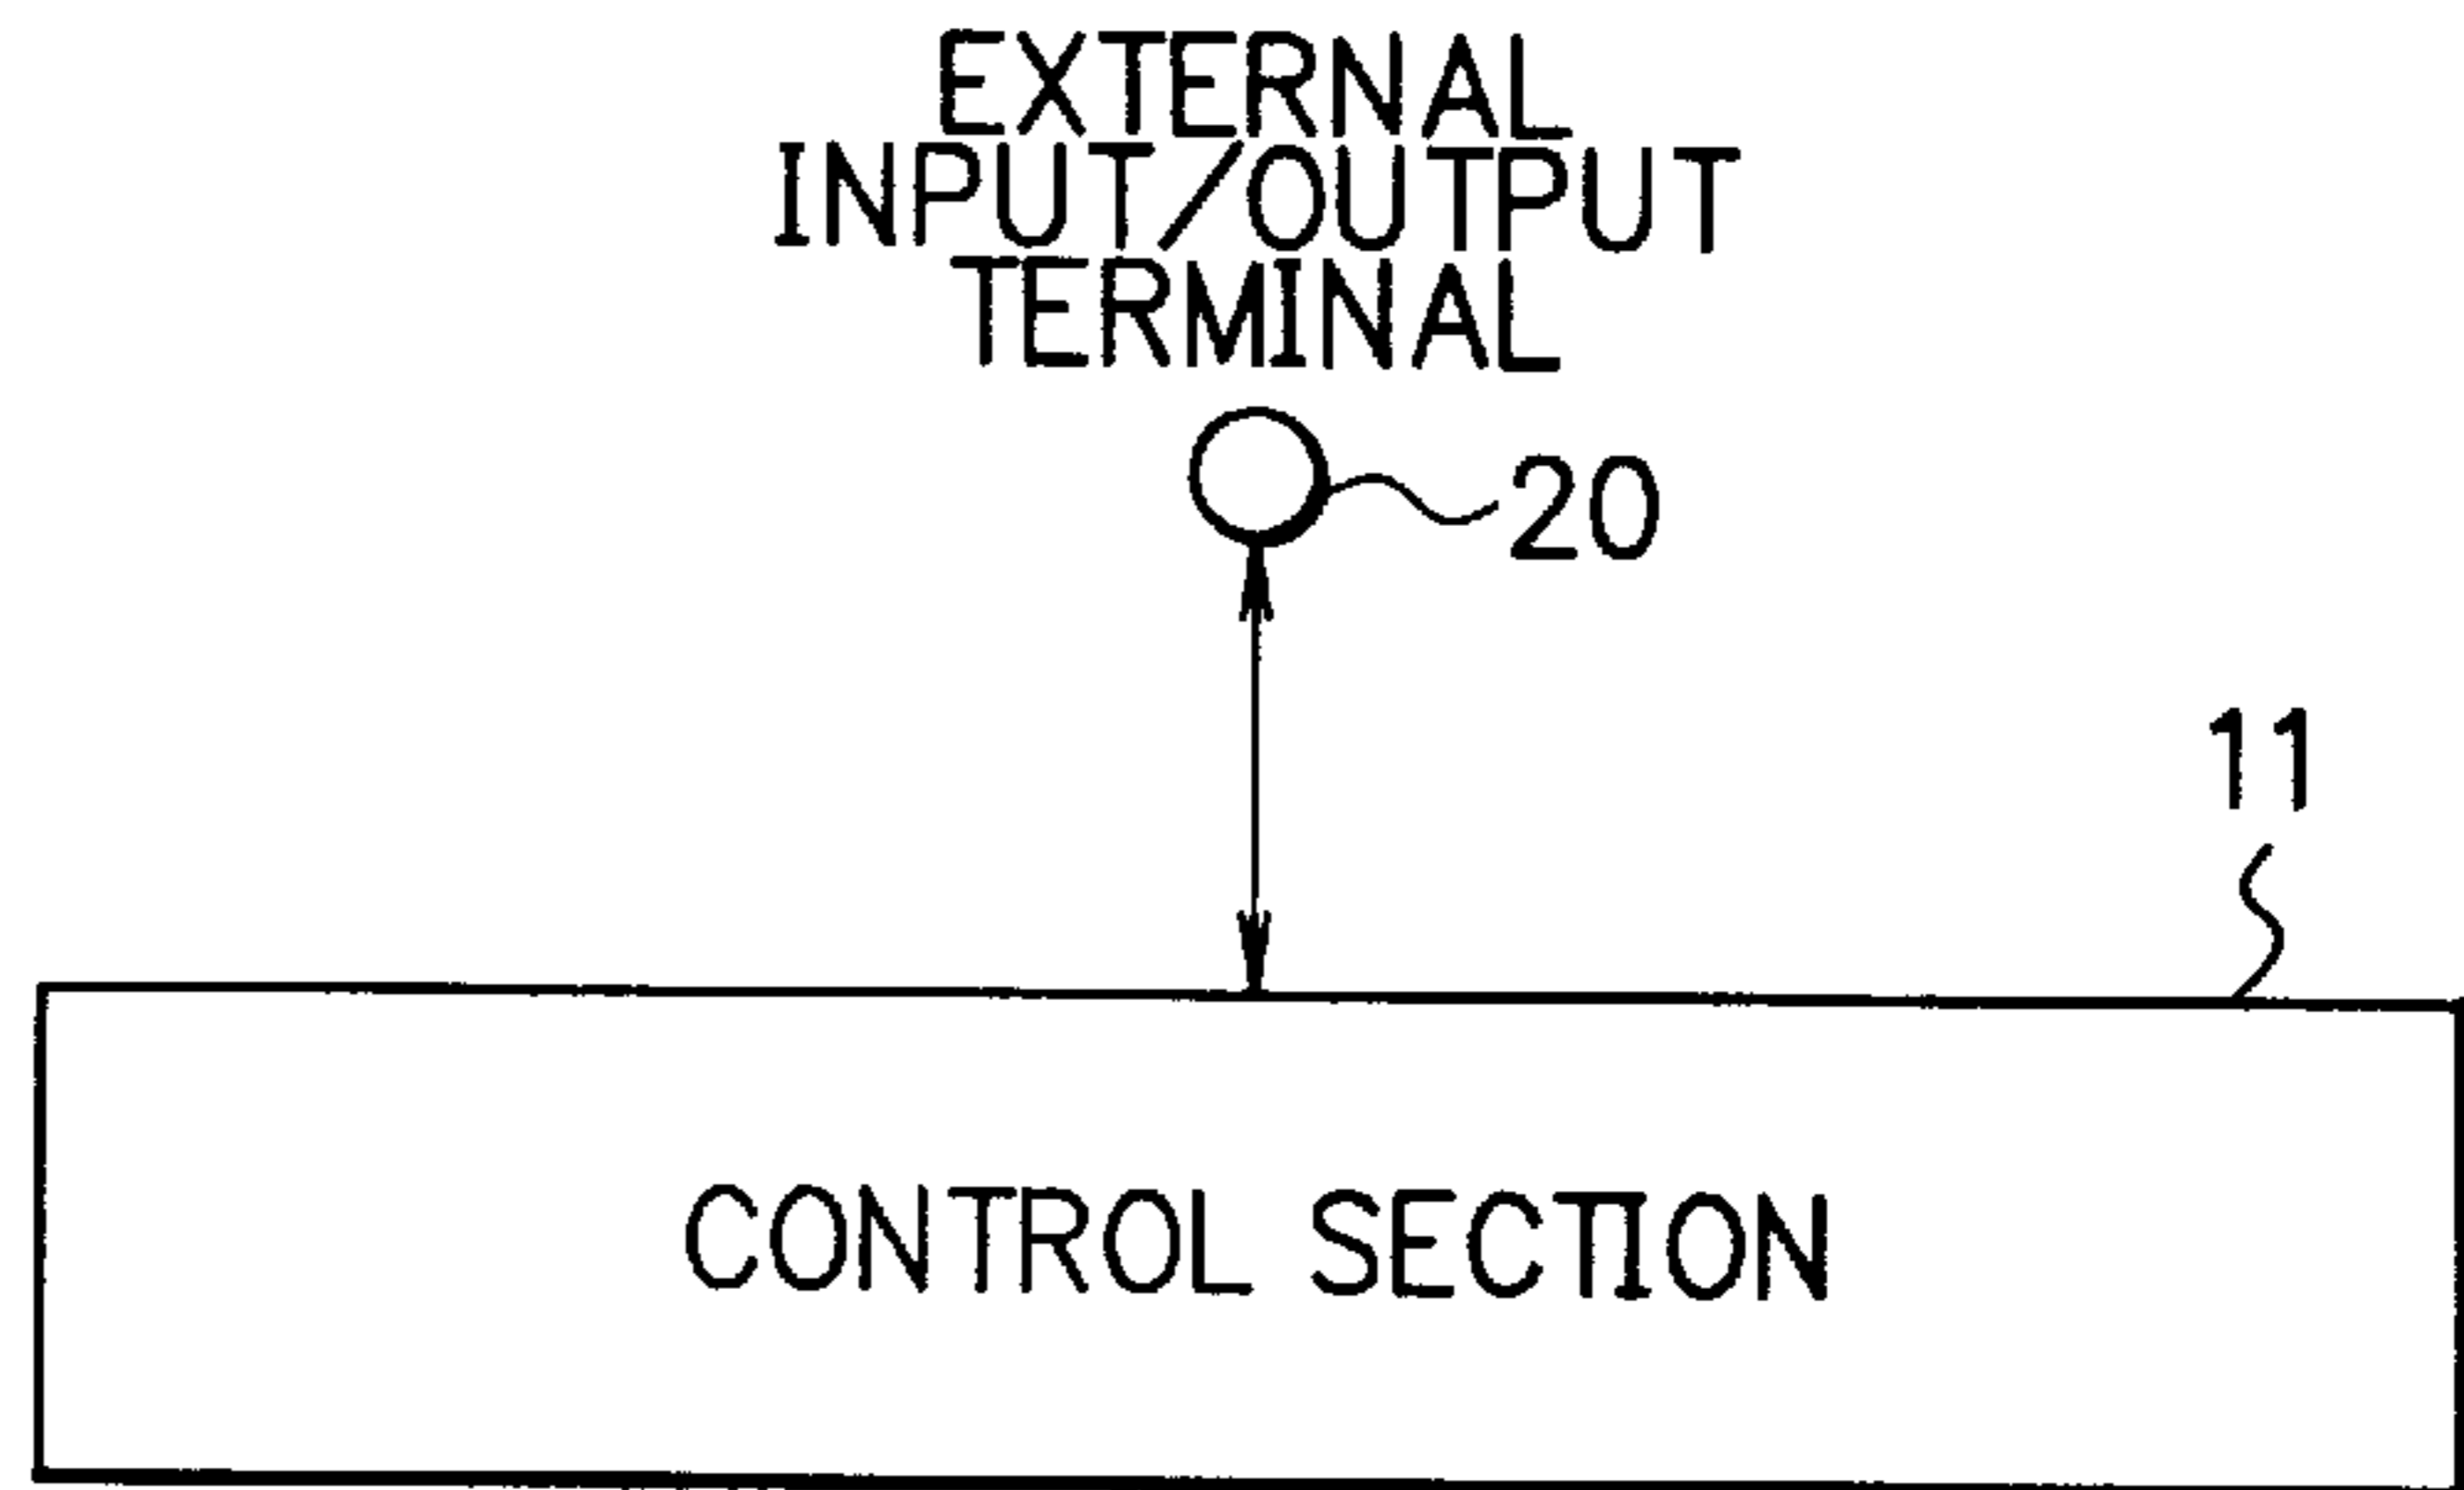 EXTERNAL
INPUT/OUTPUT
TERMINAL
20
11
CONTROL SECTION